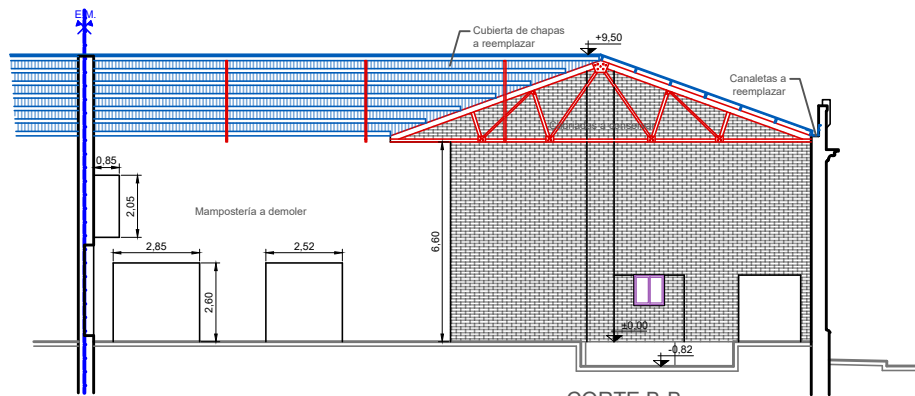 E.M.
Cubierta de chapas
a reemplazar
+9,50
Canaletas a
reemplazar
0,85
2,05
Mampostería a demoler
2,85
2,52
2,60
6,60
±0,00
-0,82
CORTE B-B